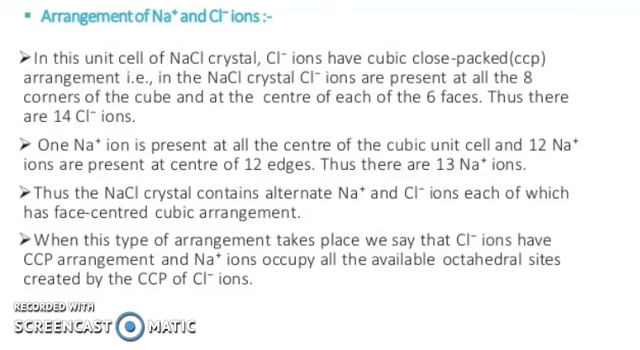 ▪ Arrangement of Na⁺ and Cl⁻ ions :-
➢In this unit cell of NaCl crystal, Cl⁻ ions have cubic close-packed(ccp)
arrangement i.e., in the NaCl crystal Cl⁻ ions are present at all the 8
corners of the cube and at the centre of each of the 6 faces. Thus there
are 14 Cl⁻ ions.
➢ One Na⁺ ion is present at all the centre of the cubic unit cell and 12 Na⁺
ions are present at centre of 12 edges. Thus there are 13 Na⁺ ions.
➢Thus the NaCl crystal contains alternate Na⁺ and Cl⁻ ions each of which
has face-centred cubic arrangement.
➢When this type of arrangement takes place we say that Cl⁻ ions have
CCP arrangement and Na⁺ ions occupy all the available octahedral sites
created by the CCP of Cl⁻ ions.
RECORDED WITH
SCREENCAST MATIC